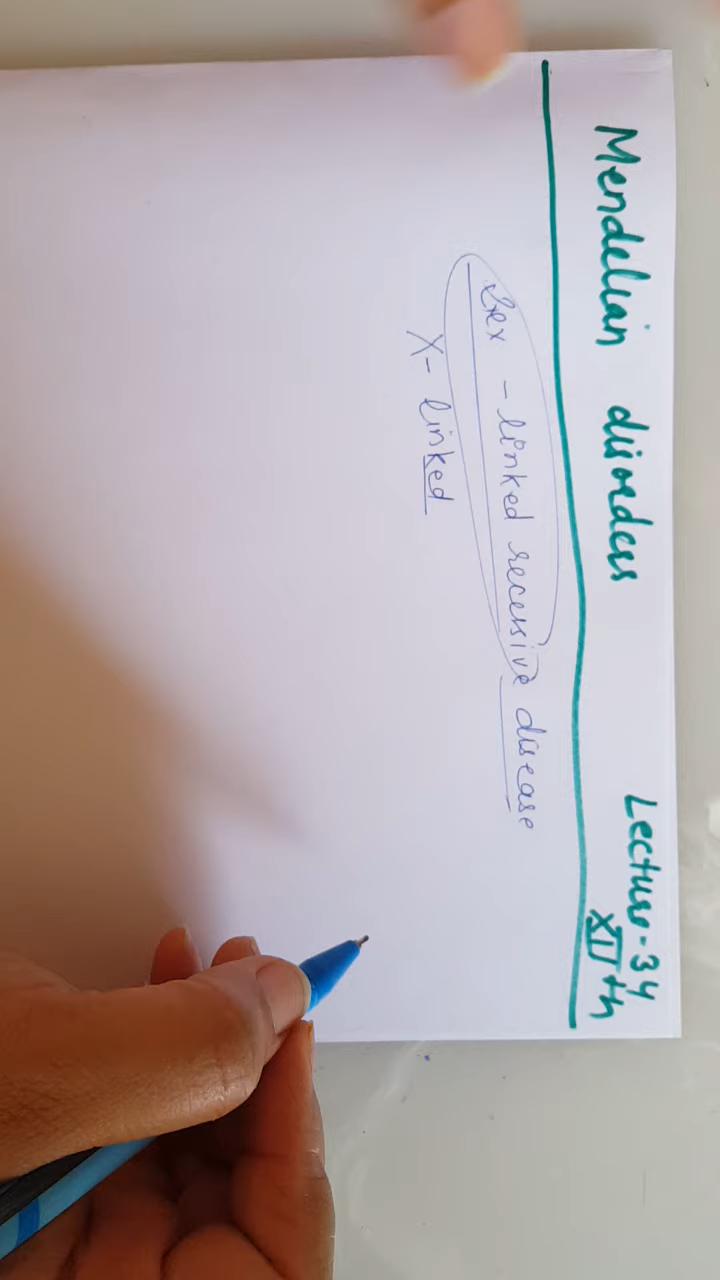 Mendelian disorders Lecture-34
XIIth
Sex-linked recessive disease
X-linked